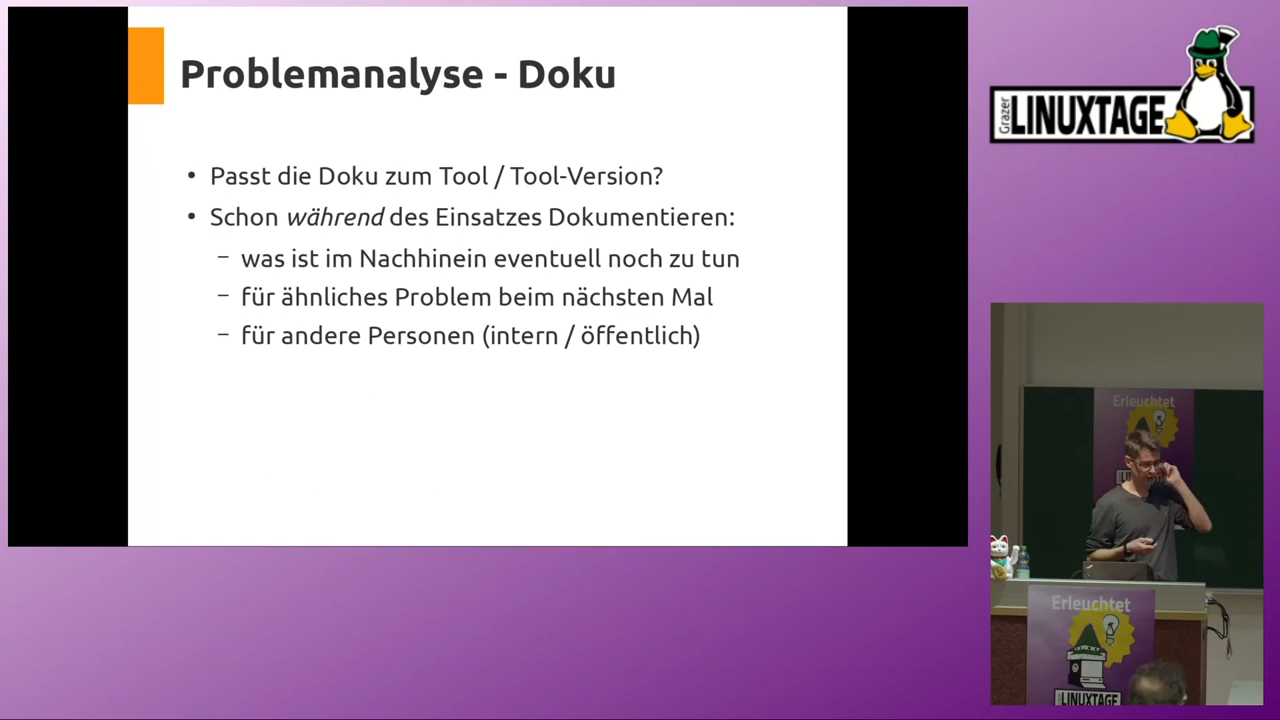 Problemanalyse - Doku
• Passt die Doku zum Tool / Tool-Version?
• Schon während des Einsatzes Dokumentieren:
– was ist im Nachhinein eventuell noch zu tun
– für ähnliches Problem beim nächsten Mal
– für andere Personen (intern / öffentlich)
Grazer
LINUXTAGE
Erleuchtet
Erleuchtet
LINUXTAGE